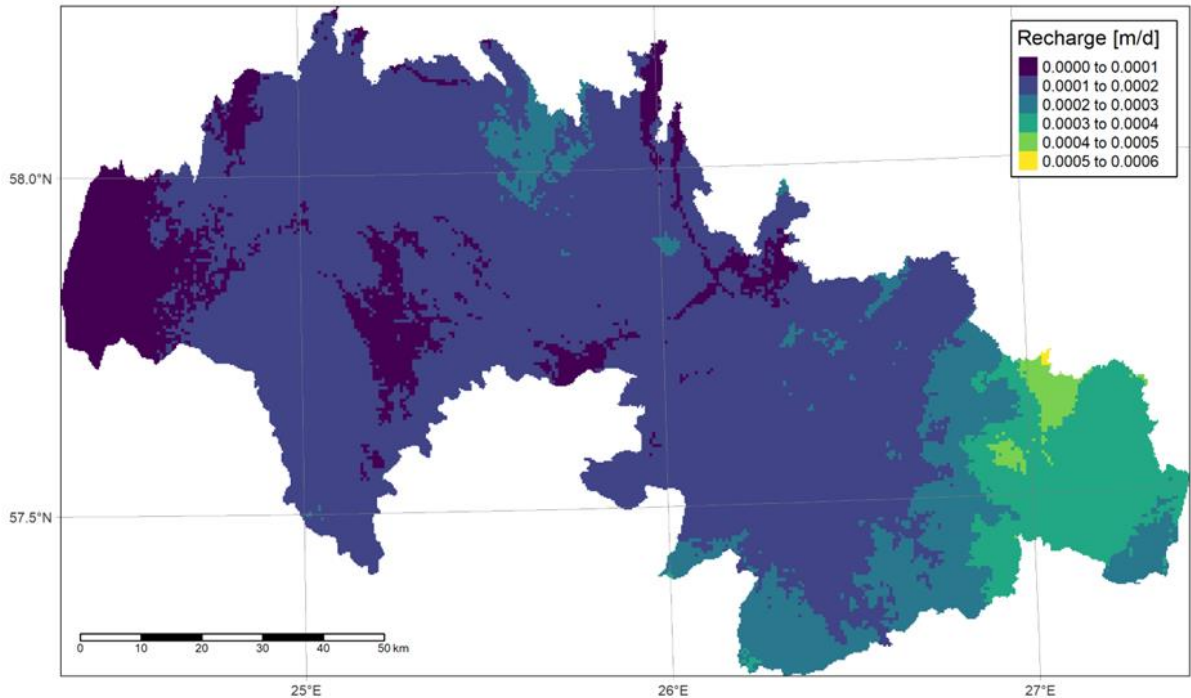 Recharge [m/d]
0.0000 to 0.0001
0.0001 to 0.0002
0.0002 to 0.0003
0.0003 to 0.0004
0.0004 to 0.0005
0.0005 to 0.0006
58.0°N
57.5°N
0 10 20 30 40 50 km
25°E 26°E 27°E